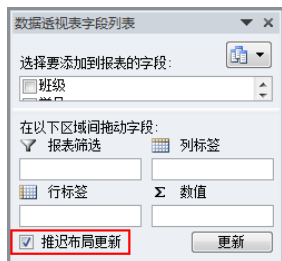 数据透视表字段列表
选择要添加到报表的字段:
班级
在以下区域间拖动字段:
报表筛选 列标签
行标签 Σ 数值
推迟布局更新 更新